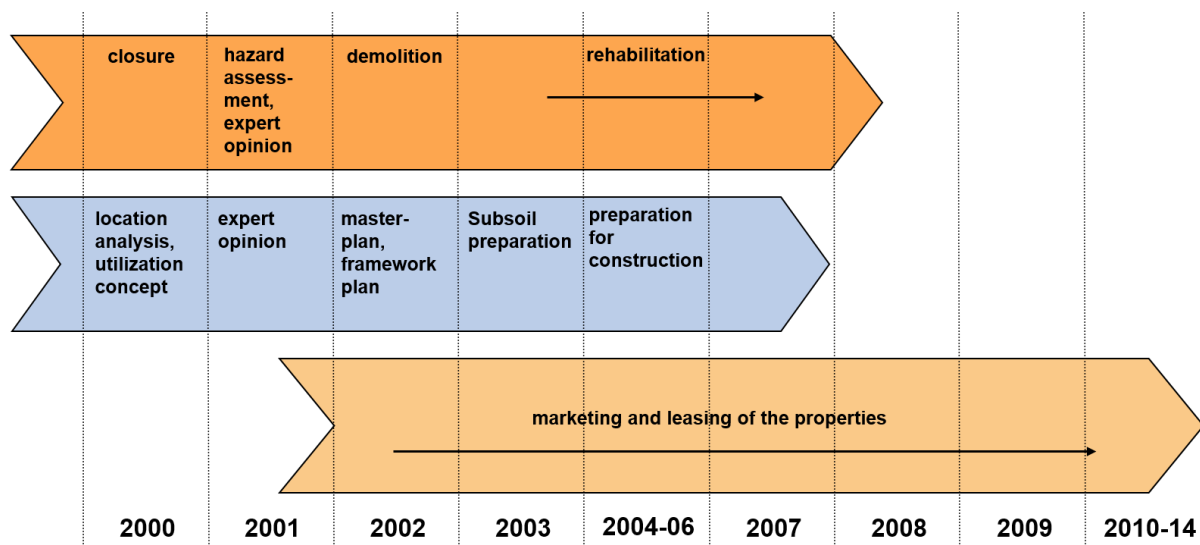 closure
hazard
assess-
ment,
expert
opinion
demolition
rehabilitation
location
analysis,
utilization
concept
expert
opinion
master-
plan,
framework
plan
Subsoil
preparation
preparation
for
construction
marketing and leasing of the properties
2000 2001 2002 2003 2004-06 2007 2008 2009 2010-14